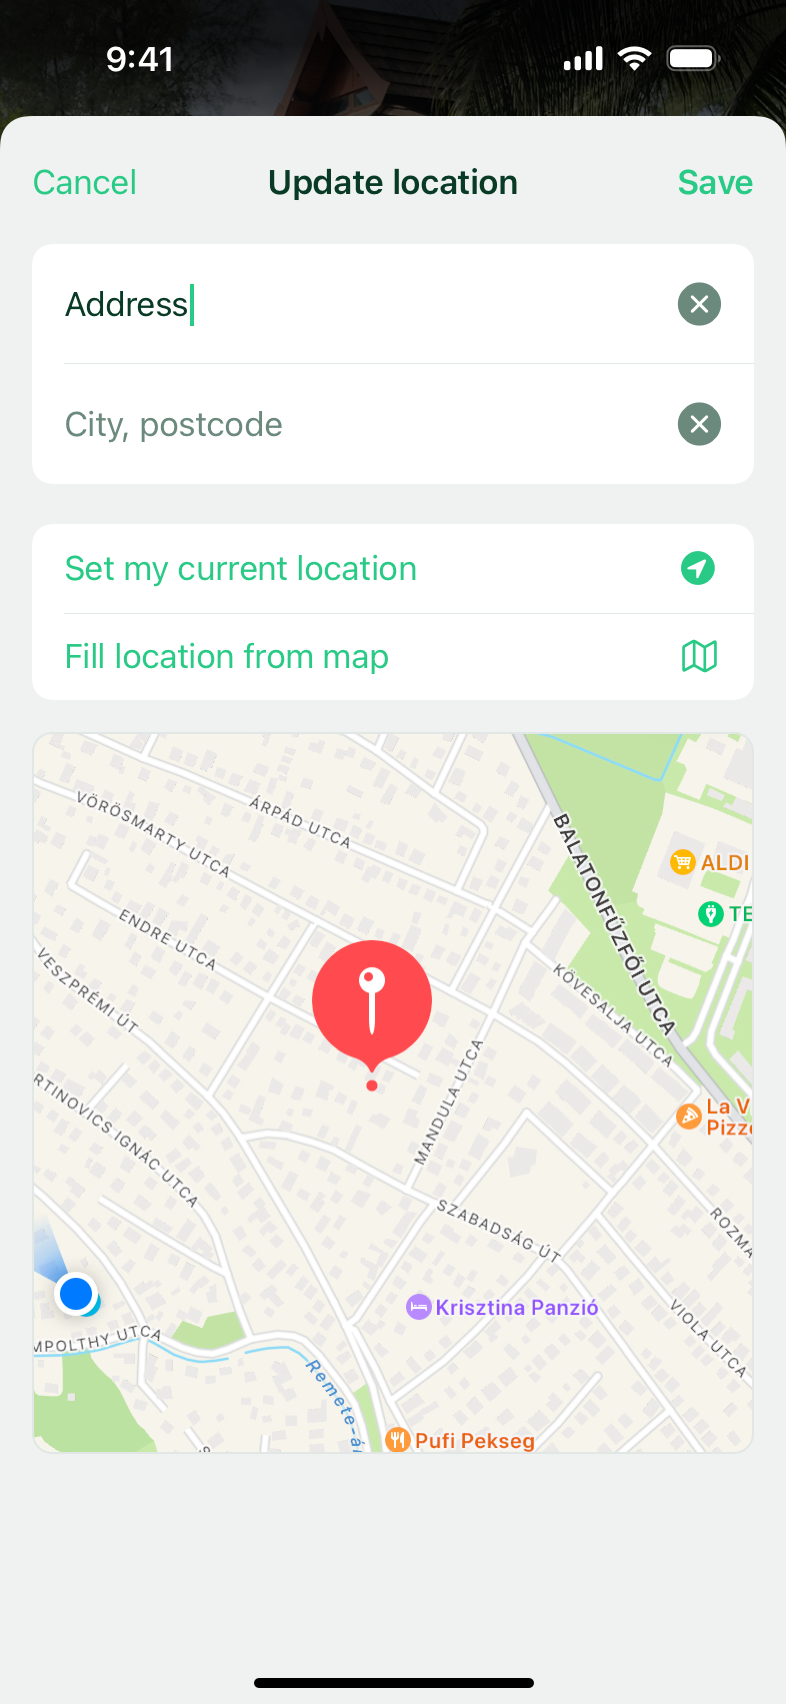 9:41
Cancel
Update location
Save
Address
City, postcode
Set my current location
Fill location from map
VÖRÖSMARTY UTCA
ÁRPÁD UTCA
BALATONFŰZFŐI UTCA
ALDI
TE
ENDRE UTCA
VESZPRÉMI ÚT
KÖVESALJA UTCA
MANDULA UTCA
RTINOVICS IGNÁC UTCA
La V
Pizz
SZABADSÁG ÚT
ROZMA
Krisztina Panzió
VIOLA UTCA
MPOLTHY UTCA
Remete-á
Pufi Pekseg